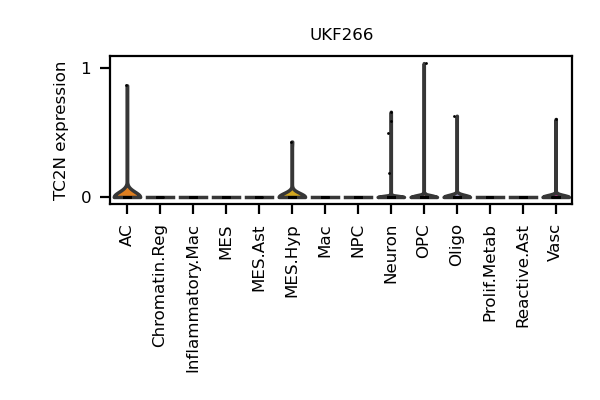 UKF266
TC2N expression
1
0
AC
Chromatin.Reg
Inflammatory.Mac
MES
MES.Ast
MES.Hyp
Mac
NPC
Neuron
OPC
Oligo
Prolif.Metab
Reactive.Ast
Vasc